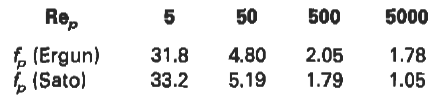 Re_p 5 50 500 5000
f_p (Ergun) 31.8 4.80 2.05 1.78
f_p (Sato) 33.2 5.19 1.79 1.05